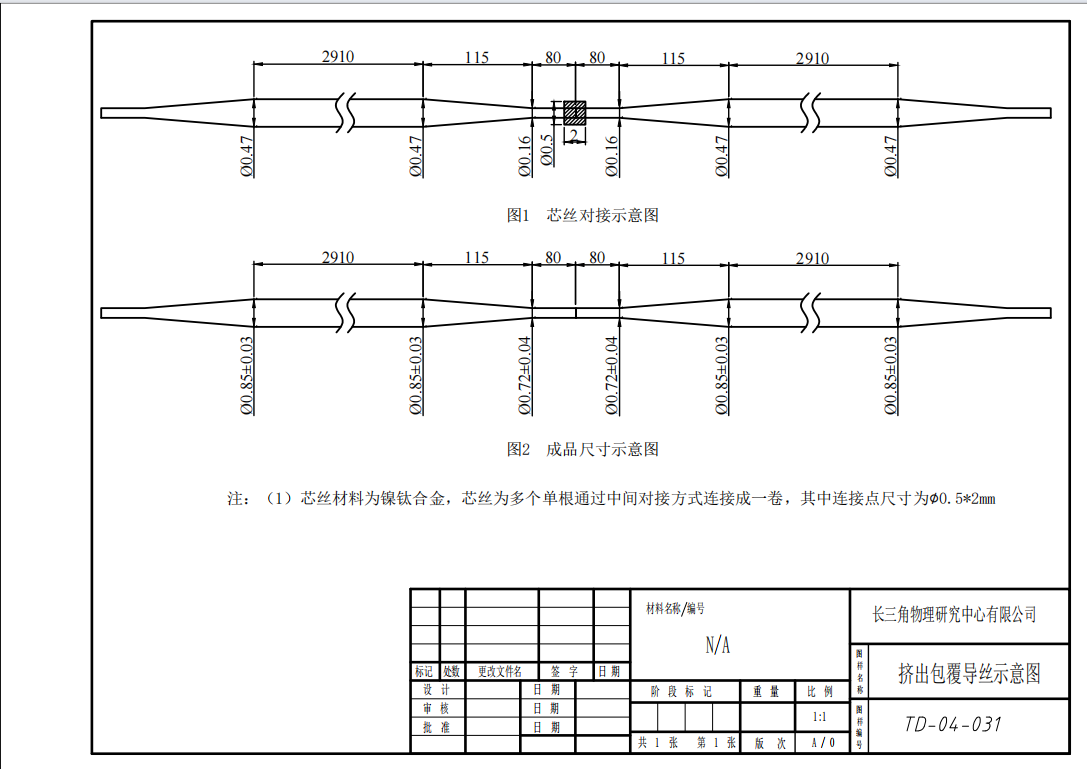 2910 115 80 80 115 2910
Ø0.47 Ø0.47 Ø0.16 Ø0.5 2 Ø0.16 Ø0.47 Ø0.47
图1 芯丝对接示意图
2910 115 80 80 115 2910
Ø0.85±0.03 Ø0.85±0.03 Ø0.72±0.04 Ø0.72±0.04 Ø0.85±0.03 Ø0.85±0.03
图2 成品尺寸示意图
注：（1）芯丝材料为镍钛合金，芯丝为多个单根通过中间对接方式连接成一卷，其中连接点尺寸为Ø0.5*2mm
材料名称/编号
N/A
长三角物理研究中心有限公司
标记 处数 更改文件名 签 字 日 期
图样名称
挤出包覆导丝示意图
设 计 日 期
审 核 日 期
批 准 日 期
阶 段 标 记 重 量 比 例
1:1
共 1 张 第 1 张 版 次 A / 0
图样编号
TD-04-031